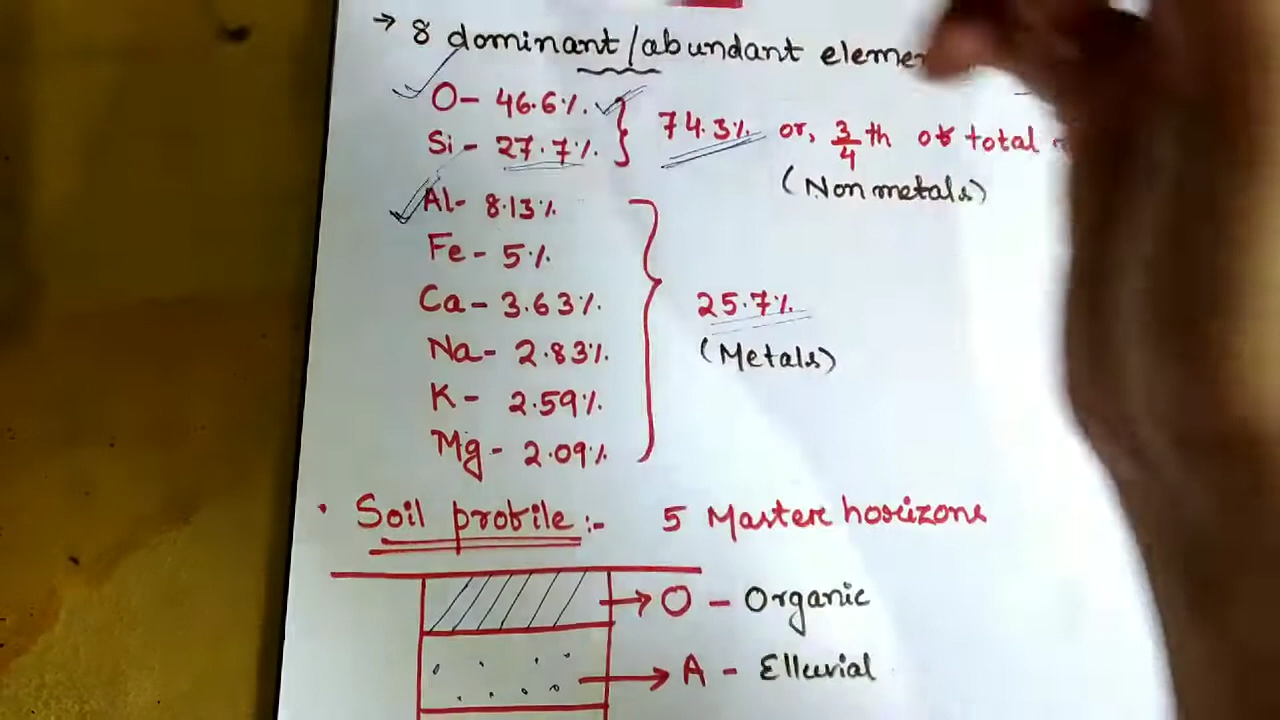 → 8 dominant/abundant
O- 46.6%
Si - 27.7%
74.3% or, 3/4 th of total
(Non metals)
Al- 8.13%
Fe - 5%
Ca - 3.63%
Na - 2.83%
K - 2.59%
Mg - 2.09%
25.7%
(Metals)
• Soil profile :- 5 Master horizons
→ O - Organic
→ A - Elluvial